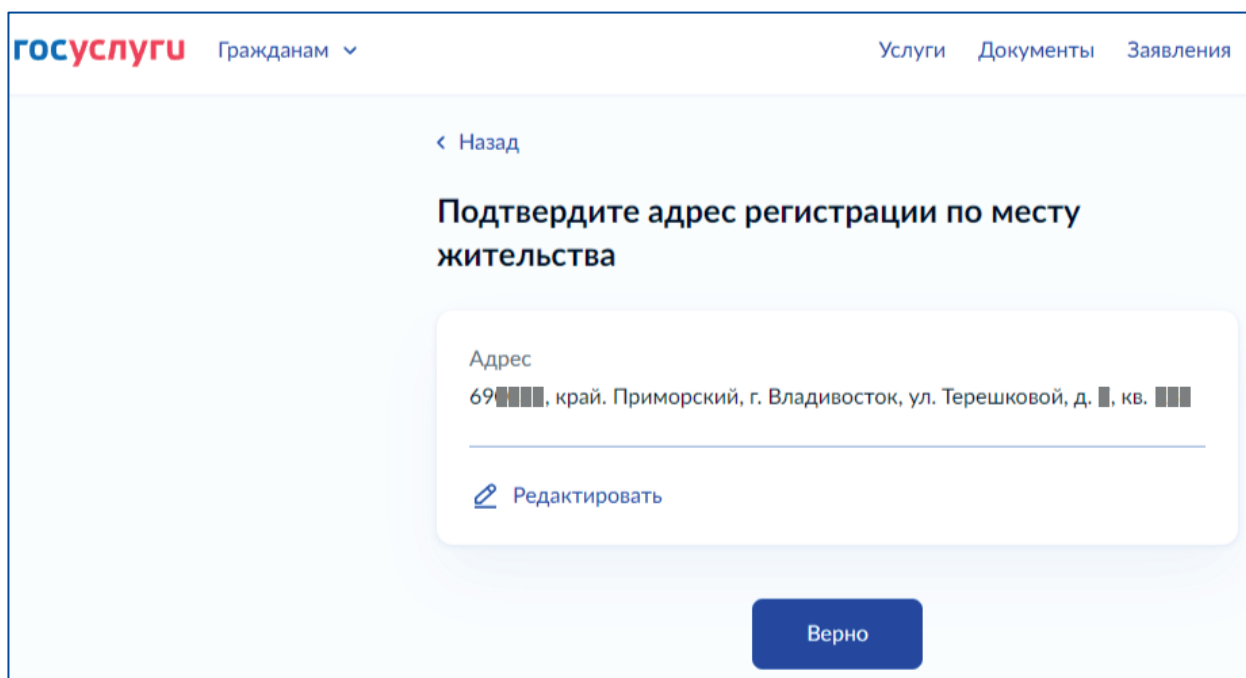 госуслуги Гражданам Услуги Документы Заявления
Назад
Подтвердите адрес регистрации по месту
жительства
Адрес
69, край. Приморский, г. Владивосток, ул. Терешковой, д. , кв.
Редактировать
Верно